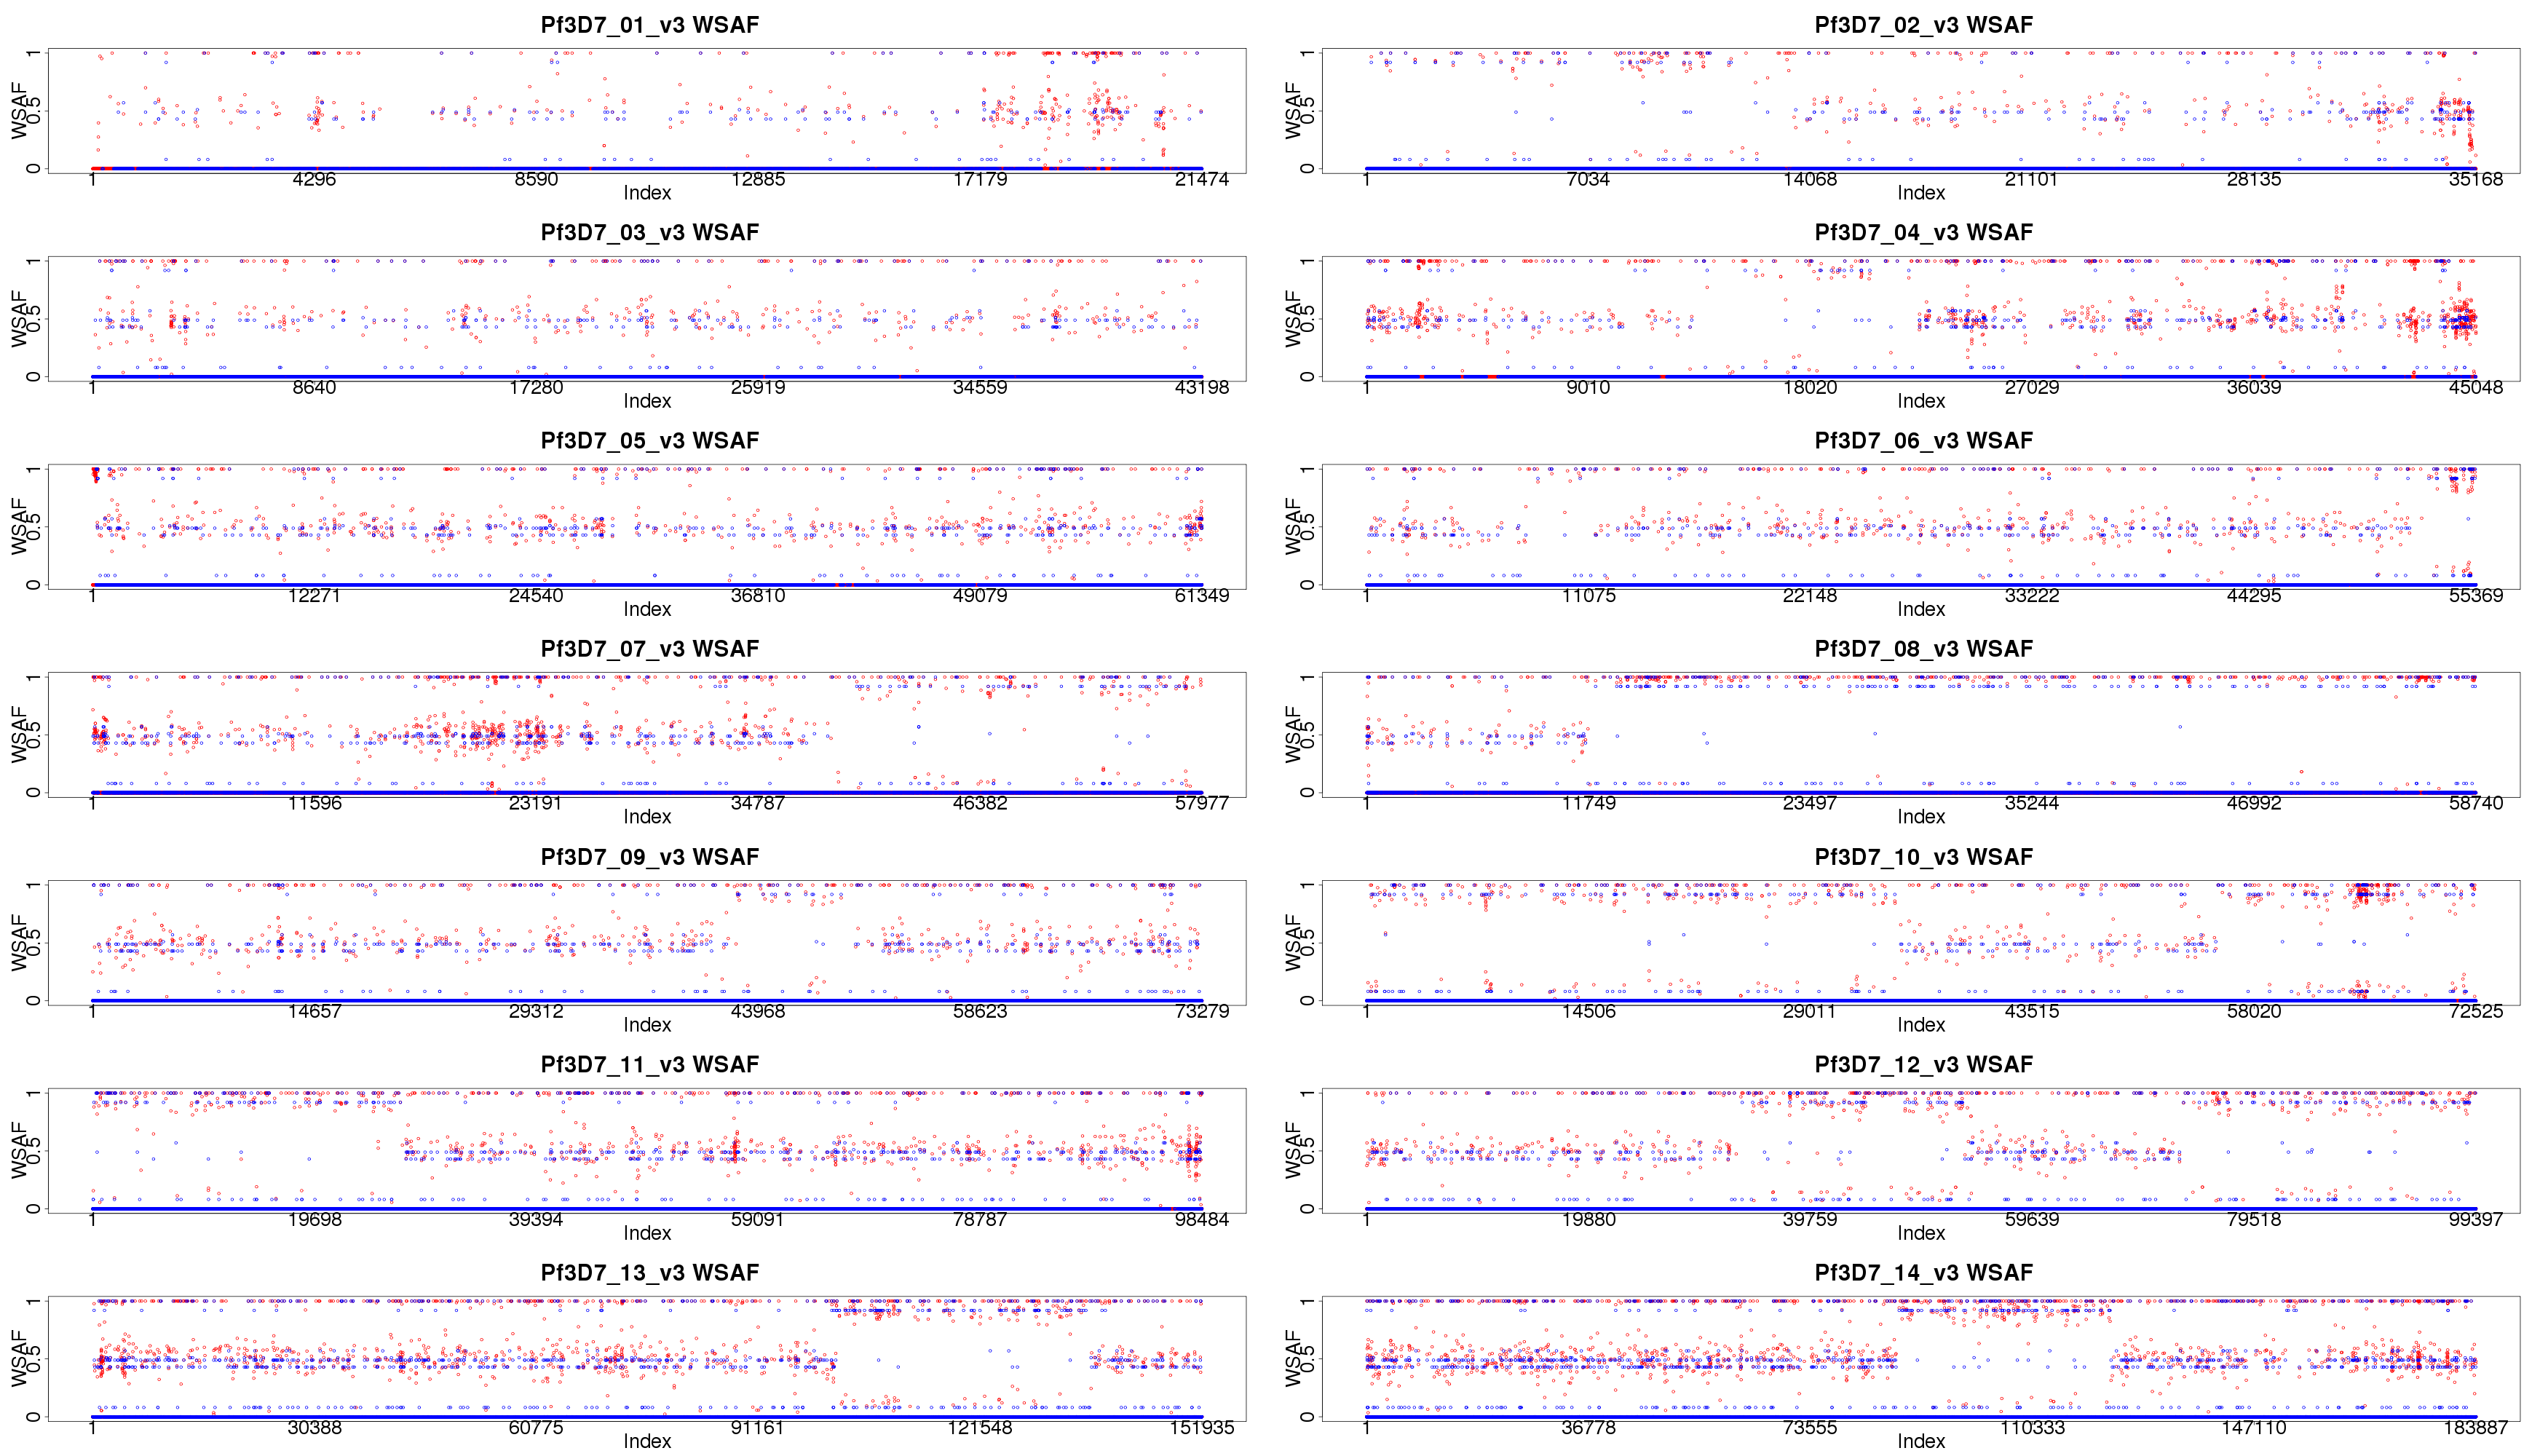 Pf3D7_01_v3 WSAF
WSAF
0 0.5 1
1 4296 8590 12885 17179 21474
Index
Pf3D7_02_v3 WSAF
WSAF
0 0.5 1
1 7034 14068 21101 28135 35168
Index
Pf3D7_03_v3 WSAF
WSAF
0 0.5 1
1 8640 17280 25919 34559 43198
Index
Pf3D7_04_v3 WSAF
WSAF
0 0.5 1
1 9010 18020 27029 36039 45048
Index
Pf3D7_05_v3 WSAF
WSAF
0 0.5 1
1 12271 24540 36810 49079 61349
Index
Pf3D7_06_v3 WSAF
WSAF
0 0.5 1
1 11075 22148 33222 44295 55369
Index
Pf3D7_07_v3 WSAF
WSAF
0 0.5 1
1 11596 23191 34787 46382 57977
Index
Pf3D7_08_v3 WSAF
WSAF
0 0.5 1
1 11749 23497 35244 46992 58740
Index
Pf3D7_09_v3 WSAF
WSAF
0 0.5 1
1 14657 29312 43968 58623 73279
Index
Pf3D7_10_v3 WSAF
WSAF
0 0.5 1
1 14506 29011 43515 58020 72525
Index
Pf3D7_11_v3 WSAF
WSAF
0 0.5 1
1 19698 39394 59091 78787 98484
Index
Pf3D7_12_v3 WSAF
WSAF
0 0.5 1
1 19880 39759 59639 79518 99397
Index
Pf3D7_13_v3 WSAF
WSAF
0 0.5 1
1 30388 60775 91161 121548 151935
Index
Pf3D7_14_v3 WSAF
WSAF
0 0.5 1
1 36778 73555 110333 147110 183887
Index